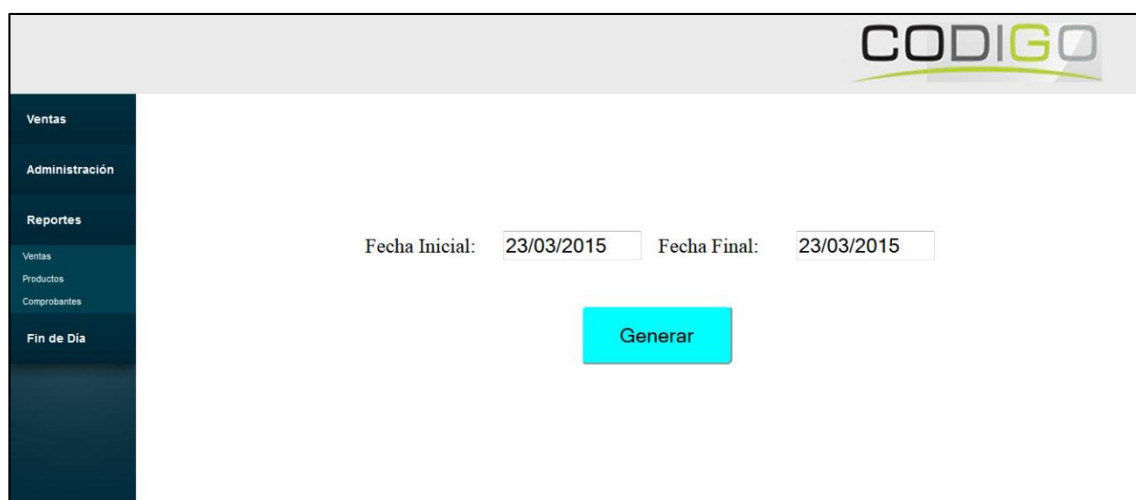 CODIGO
Ventas
Administración
Reportes
Ventas
Productos
Comprobantes
Fin de Día
Fecha Inicial: 23/03/2015 Fecha Final: 23/03/2015
Generar